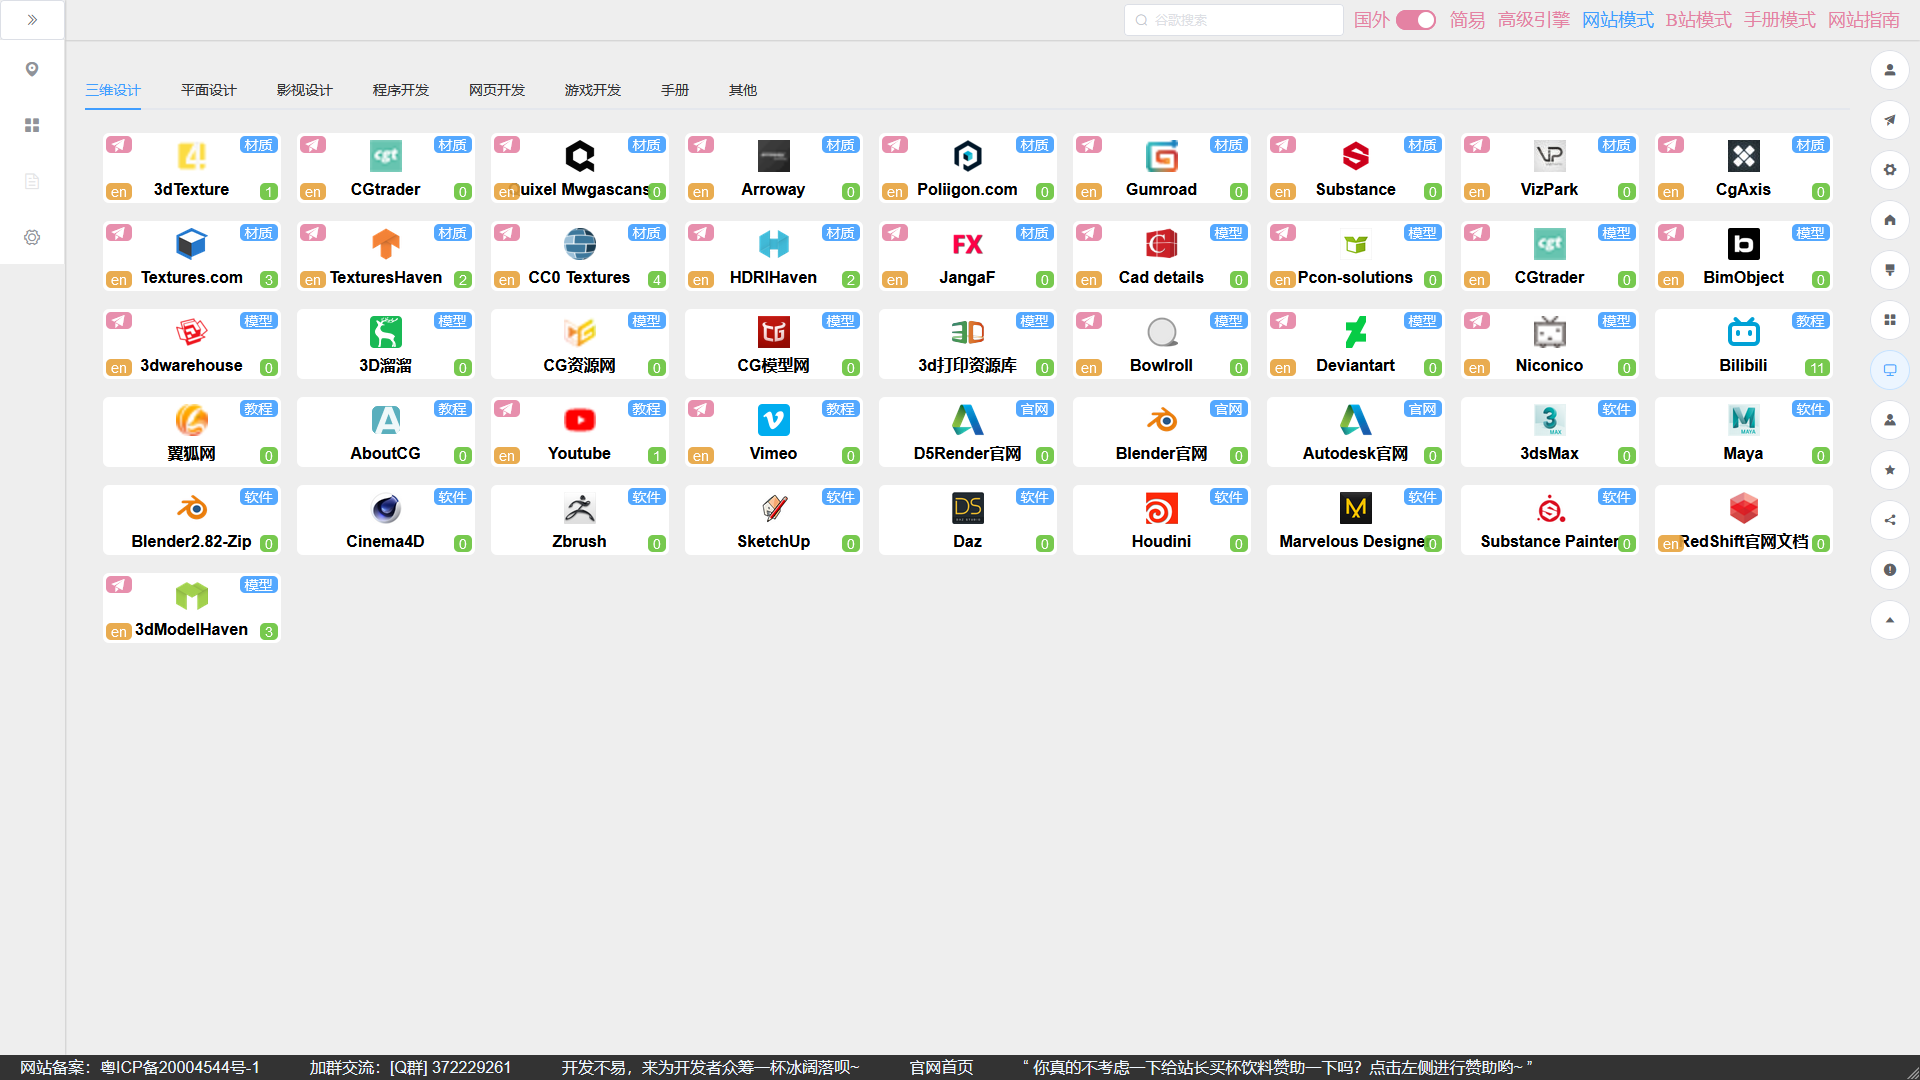 谷歌搜索 国外 简易 高级引擎 网站模式 B站模式 手册模式 网站指南
三维设计 平面设计 影视设计 程序开发 网页开发 游戏开发 手册 其他
材质 材质 材质 材质 材质 材质 材质 材质 材质
en 3dTexture 1 en CGtrader 0 en uixel Mwgascans 0 en Arroway 0 en Poliigon.com 0 en Gumroad 0 en Substance 0 en VizPark 0 en CgAxis 0
材质 材质 材质 材质 材质 模型 模型 模型 模型
en Textures.com 3 en TexturesHaven 2 en CC0 Textures 4 en HDRIHaven 2 en JangaF 0 en Cad details 0 en Pcon-solutions 0 en CGtrader 0 en BimObject 0
模型 模型 模型 模型 模型 模型 模型 模型 教程
en 3dwarehouse 0 3D溜溜 0 CG资源网 0 CG模型网 0 3d打印资源库 0 en Bowlroll 0 en Deviantart 0 en Niconico 0 Bilibili 11
教程 教程 教程 教程 官网 官网 官网 软件 软件
翼狐网 0 AboutCG 0 en Youtube 1 en Vimeo 0 D5Render官网 0 Blender官网 0 Autodesk官网 0 3dsMax 0 Maya 0
软件 软件 软件 软件 软件 软件 软件 软件
Blender2.82-Zip 0 Cinema4D 0 Zbrush 0 SketchUp 0 Daz 0 Houdini 0 Marvelous Designe 0 Substance Painter 0 en RedShift官网文档 0
模型
en 3dModelHaven 3
网站备案：粤ICP备20004544号-1 加群交流：[Q群] 372229261 开发不易，来为开发者众筹一杯冰阔落呗~ 官网首页 “ 你真的不考虑一下给站长买杯饮料赞助一下吗？点击左侧进行赞助哟~ ”